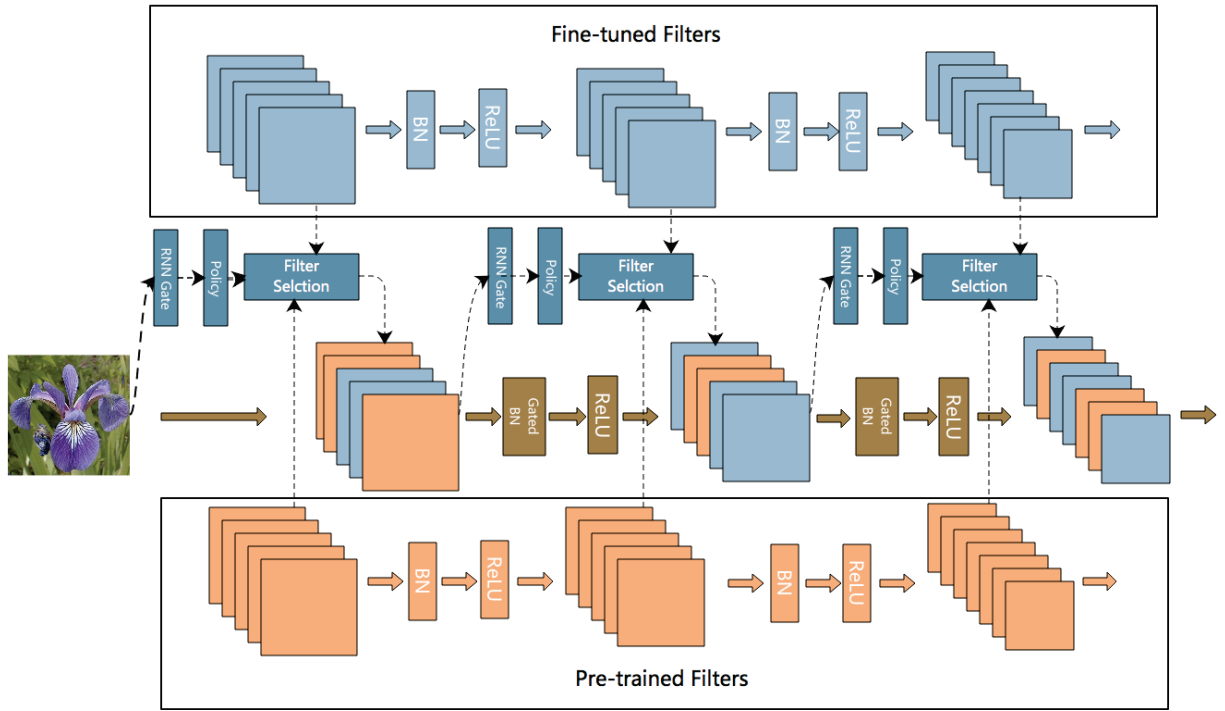 Fine-tuned Filters
BN
ReLU
BN
ReLU
RNN Gate
Policy
Filter
Selction
RNN Gate
Policy
Filter
Selction
RNN Gate
Policy
Filter
Selction
Gated
BN
ReLU
Gated
BN
ReLU
BN
ReLU
BN
ReLU
Pre-trained Filters